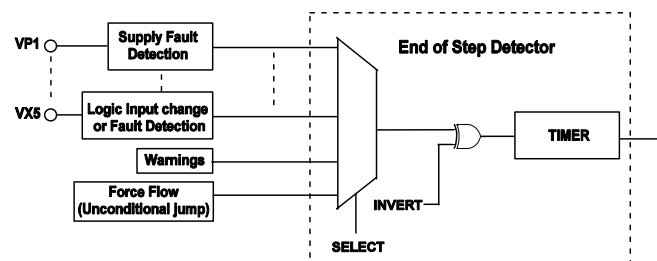 VP1
Supply Fault
Detection
End of Step Detector
VX5
Logic Input change
or Fault Detection
TIMER
Warnings
Force Flow
(Unconditional jump)
INVERT
SELECT